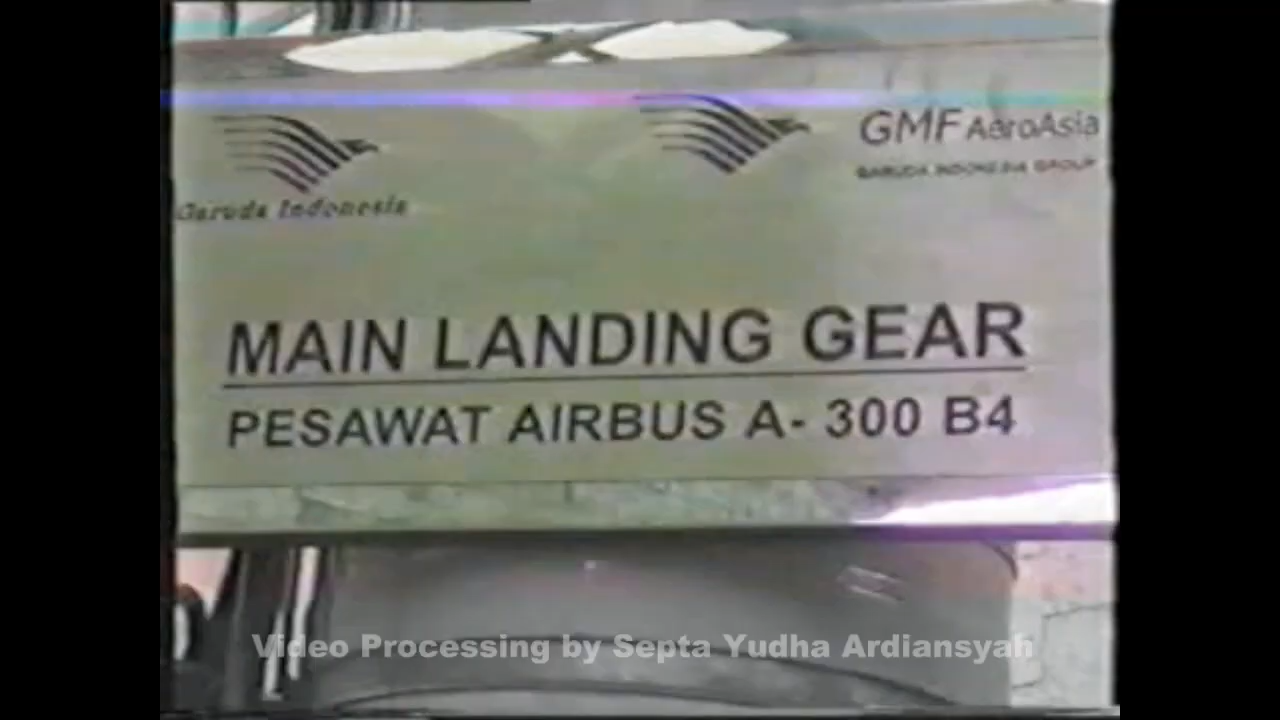 GMF AeroAsia
GARUDA INDONESIA GROUP
Garuda Indonesia
MAIN LANDING GEAR
PESAWAT AIRBUS A- 300 B4
Video Processing by Septa Yudha Ardiansyah